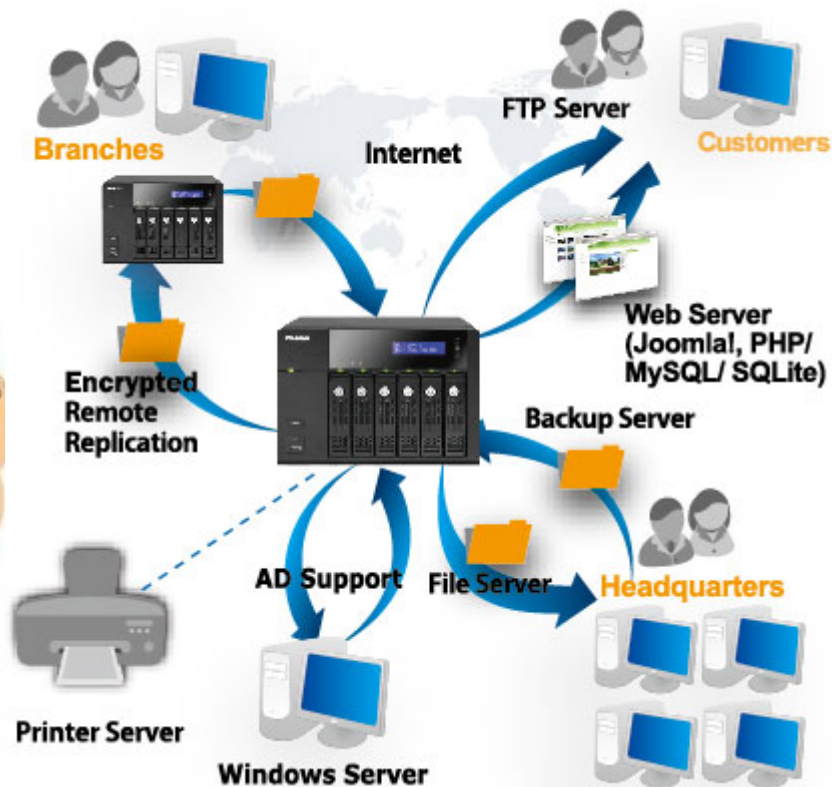 FTP Server
Branches
Customers
Internet
Web Server
(Joomla!, PHP/
MySQL/ SQLite)
Encrypted
Remote
Replication
Backup Server
AD Support
File Server
Headquarters
Printer Server
Windows Server